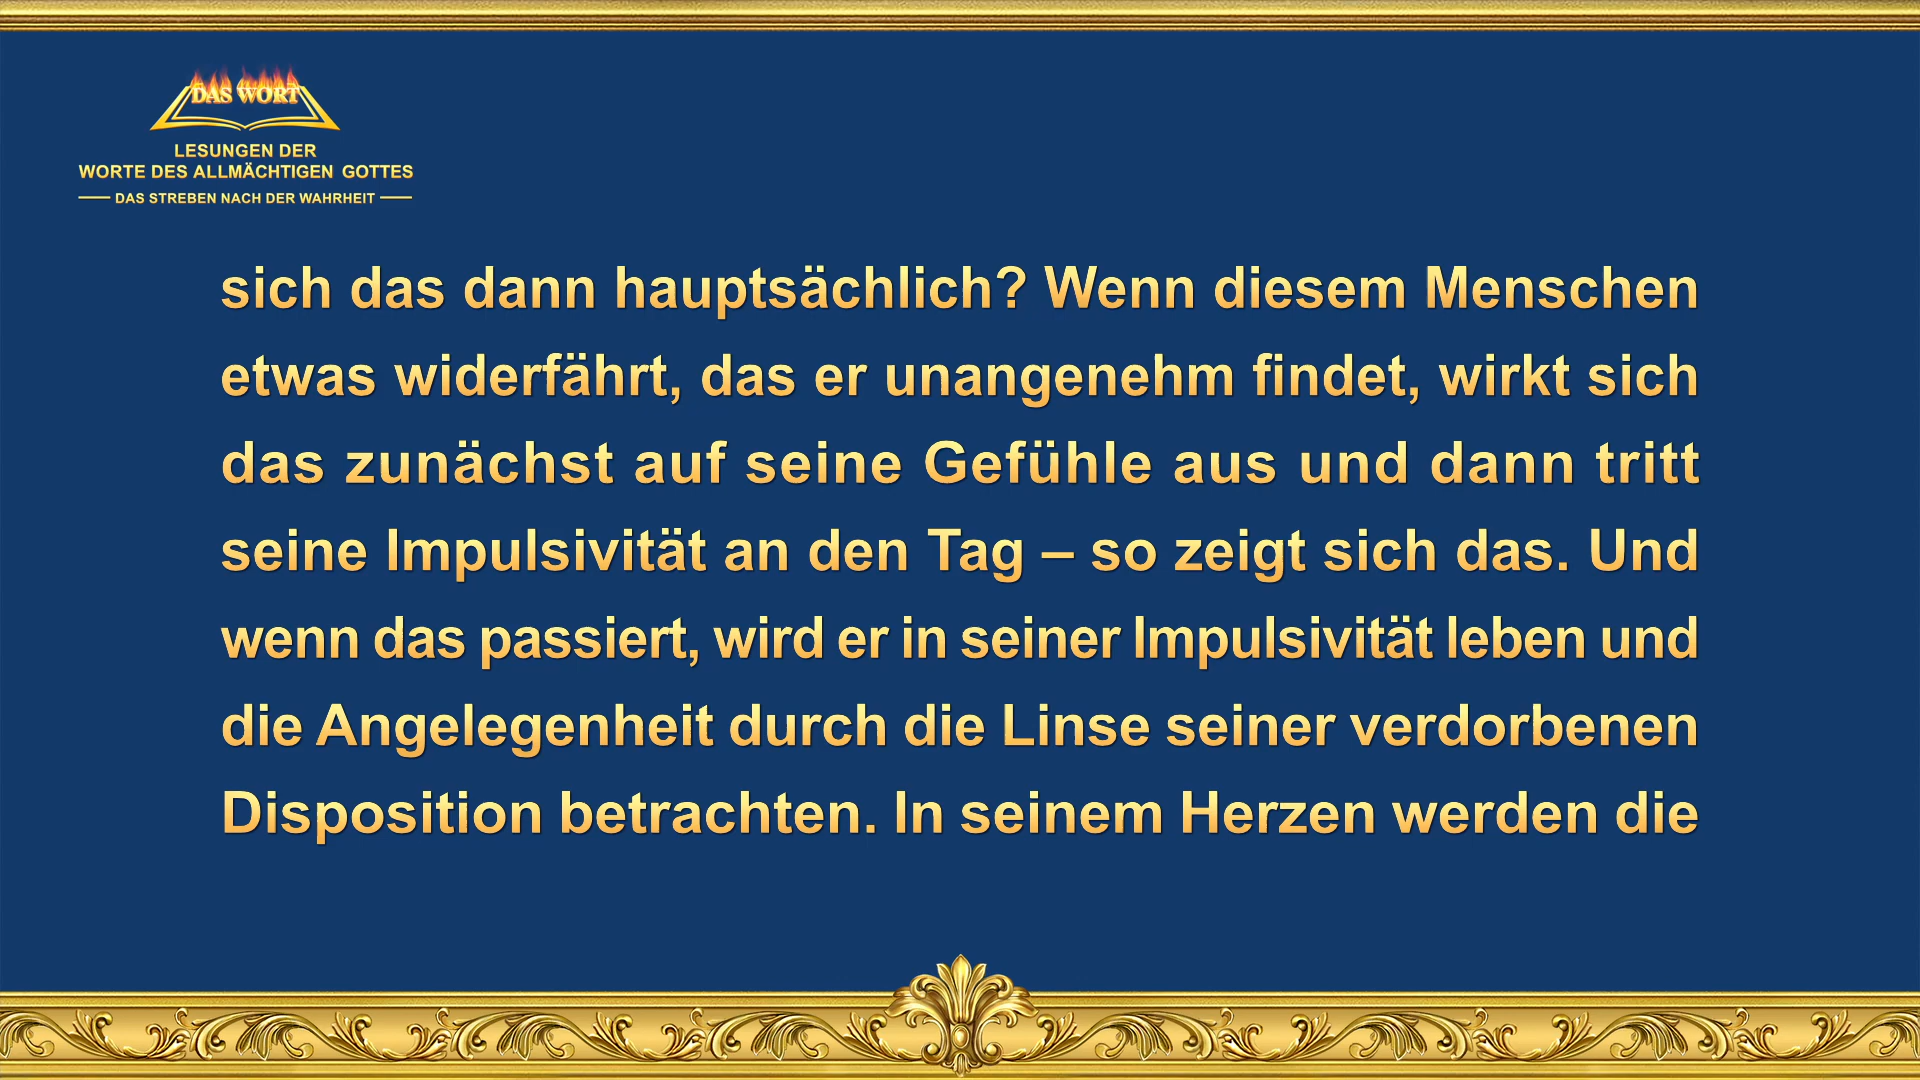 DAS WORT
LESUNGEN DER
WORTE DES ALLMÄCHTIGEN GOTTES
DAS STREBEN NACH DER WAHRHEIT
sich das dann hauptsächlich? Wenn diesem Menschen
etwas widerfährt, das er unangenehm findet, wirkt sich
das zunächst auf seine Gefühle aus und dann tritt
seine Impulsivität an den Tag – so zeigt sich das. Und
wenn das passiert, wird er in seiner Impulsivität leben und
die Angelegenheit durch die Linse seiner verdorbenen
Disposition betrachten. In seinem Herzen werden die